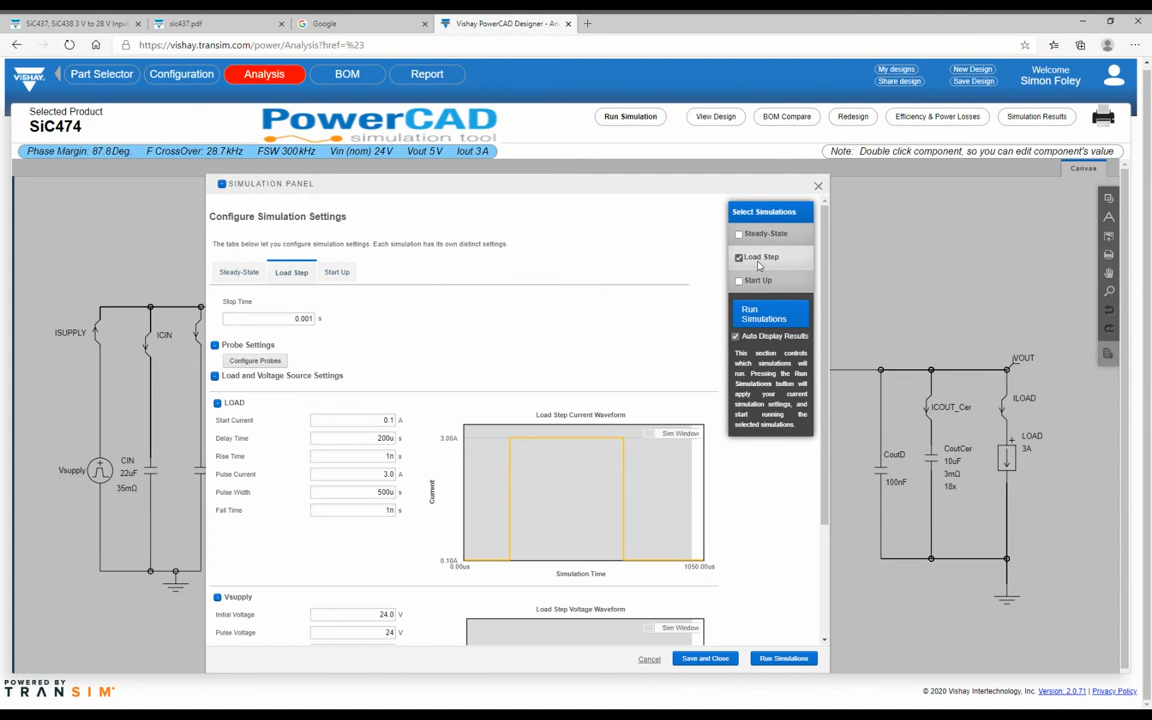 SiC437, SiC438 3 V to 28 V Input
sic437.pdf
Google
Vishay PowerCAD Designer - An
https://vishay.transim.com/power/Analysis?href=%23
VISHAY
Part Selector
Configuration
Analysis
BOM
Report
My designs
Share design
New Design
Save Design
Welcome
Simon Foley
Selected Product
SiC474
PowerCAD
simulation tool
Run Simulation
View Design
BOM Compare
Redesign
Efficiency & Power Losses
Simulation Results
Phase Margin: 87.8Deg. F CrossOver: 28.7kHz FSW 300kHz Vin (nom) 24V Vout 5V Iout 3A
Note: Double click component, so you can edit component's value
Canvas
SIMULATION PANEL
Configure Simulation Settings
The tabs below let you configure simulation settings. Each simulation has its own distinct settings.
Steady-State
Load Step
Start Up
Stop Time
0.001 s
Probe Settings
Configure Probes
Load and Voltage Source Settings
LOAD
Start Current 0.1 A
Delay Time 200u s
Rise Time 1n s
Pulse Current 3.0 A
Pulse Width 500u s
Fall Time 1n s
Load Step Current Waveform
Sim Window
3.00A
Current
0.10A
0.00us
1050.00us
Simulation Time
Vsupply
Initial Voltage 24.0 V
Pulse Voltage 24 V
Load Step Voltage Waveform
Sim Window
Cancel
Save and Close
Run Simulations
Select Simulations
Steady-State
Load Step
Start Up
Run
Simulations
Auto Display Results
This section controls
which simulations will
run. Pressing the Run
Simulations button will
apply your current
simulation settings, and
start running the
selected simulations.
ISUPPLY
ICIN
Vsupply
CIN
22uF
35mΩ
VOUT
ICOUT_Cer
ILOAD
LOAD
3A
CoutD
100nF
CoutCer
10uF
3mΩ
18x
POWERED BY
TRANSIM
© 2020 Vishay Intertechnology, Inc. Version: 2.0.71 | Privacy Policy